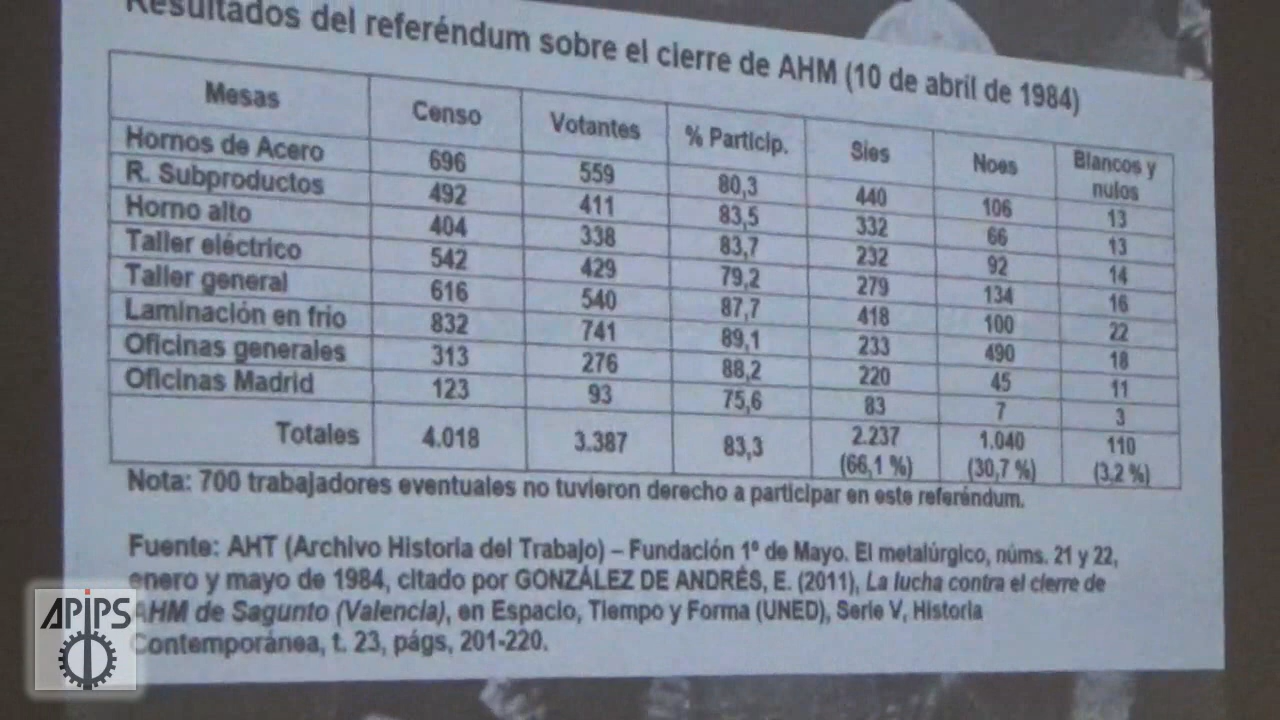 Resultados del referéndum sobre el cierre de AHM (10 de abril de 1984)
Mesas Censo Votantes % Particip. Sies Noes Blancos y nulos
Hornos de Acero 696 559 80,3 440 106 13
R. Subproductos 492 411 83,5 332 66 13
Horno alto 404 338 83,7 232 92 14
Taller eléctrico 542 429 79,2 279 134 16
Taller general 616 540 87,7 418 100 22
Laminación en frio 832 741 89,1 233 490 18
Oficinas generales 313 276 88,2 220 45 11
Oficinas Madrid 123 93 75,6 83 7 3
Totales 4.018 3.387 83,3 2.237 (66,1 %) 1.040 (30,7 %) 110 (3,2 %)
Nota: 700 trabajadores eventuales no tuvieron derecho a participar en este referéndum.
Fuente: AHT (Archivo Historia del Trabajo) – Fundación 1º de Mayo. El metalúrgico, núms. 21 y 22,
enero y mayo de 1984, citado por GONZÁLEZ DE ANDRÉS, E. (2011), La lucha contra el cierre de
AHM de Sagunto (Valencia), en Espacio, Tiempo y Forma (UNED), Serie V, Historia
Contemporánea, t. 23, págs, 201-220.
APIPS